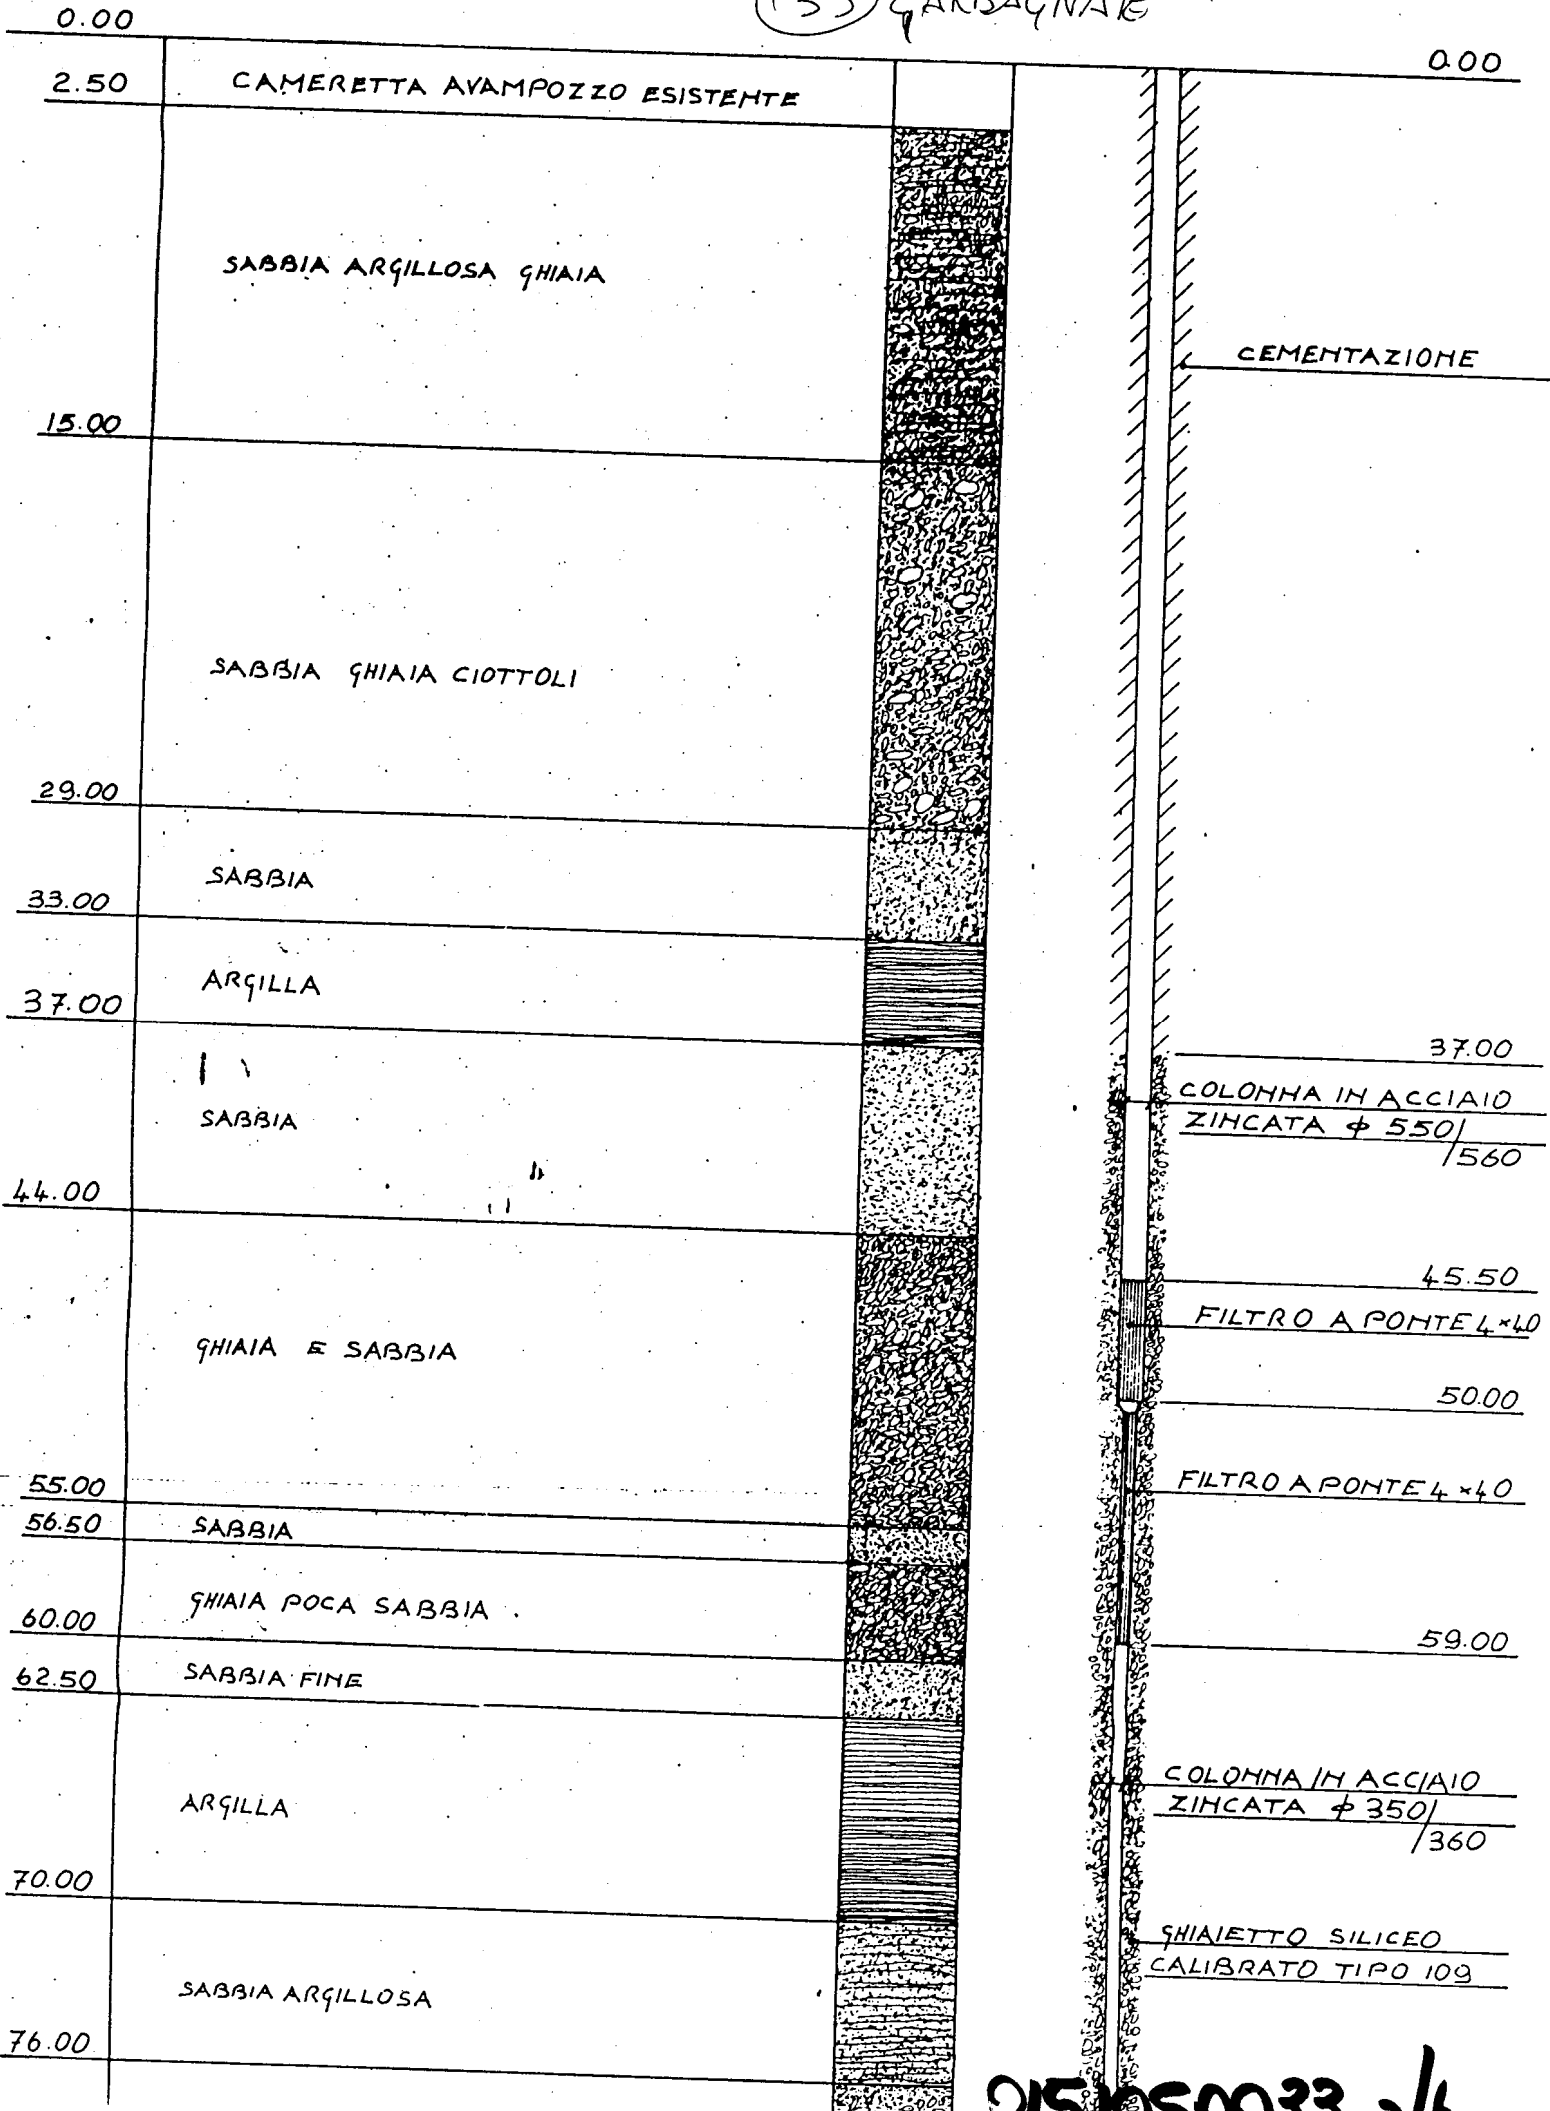 GARBAGNATE
0.00
0.00
2.50
CAMERETTA AVAMPOZZO ESISTENTE
SABBIA ARGILLOSA GHIAIA
CEMENTAZIONE
15.00
SABBIA GHIAIA CIOTTOLI
29.00
SABBIA
33.00
ARGILLA
37.00
37.00
COLONNA IN ACCIAIO
ZINCATA ϕ 550/
/560
SABBIA
44.00
45.50
FILTRO A PONTE 4×40
GHIAIA E SABBIA
50.00
FILTRO A PONTE 4×40
55.00
SABBIA
56.50
GHIAIA POCA SABBIA
60.00
59.00
SABBIA FINE
62.50
COLONNA IN ACCIAIO
ZINCATA ϕ 350/
/360
ARGILLA
70.00
GHIAIETTO SILICEO
CALIBRATO TIPO 109
SABBIA ARGILLOSA
76.00